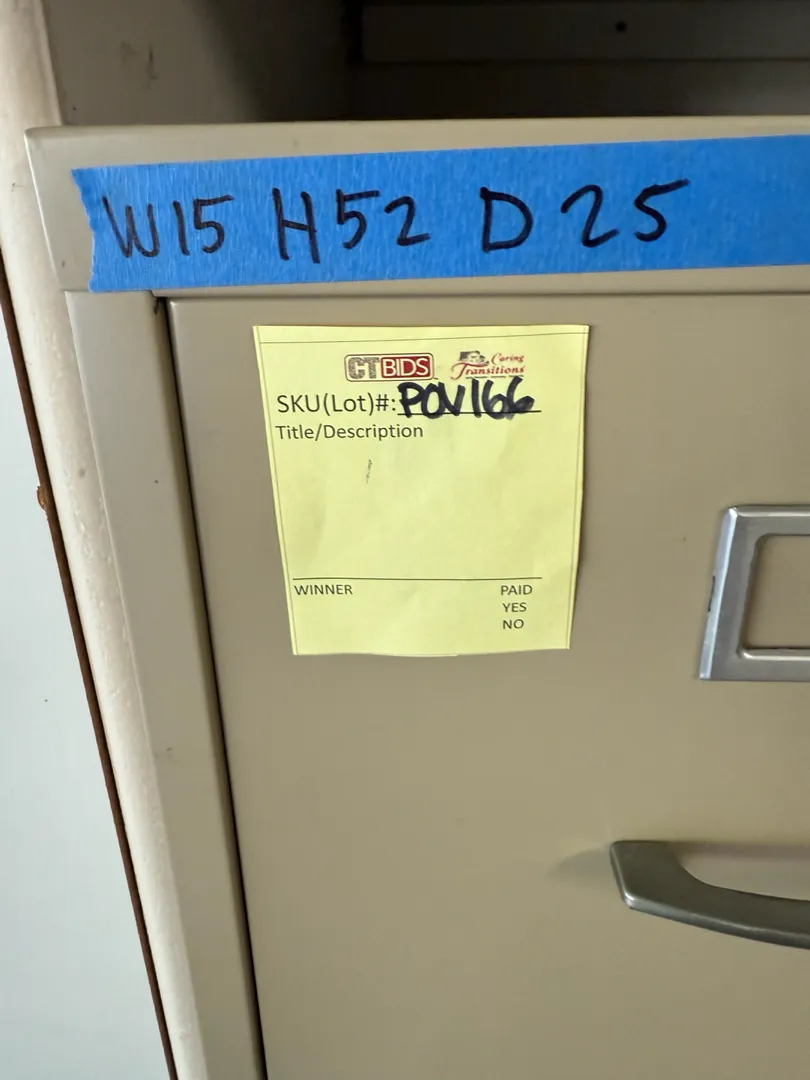 W15 H52 D25
CTBIDS Caring Transitions
SKU(Lot)#: POV166
Title/Description
WINNER PAID
YES
NO